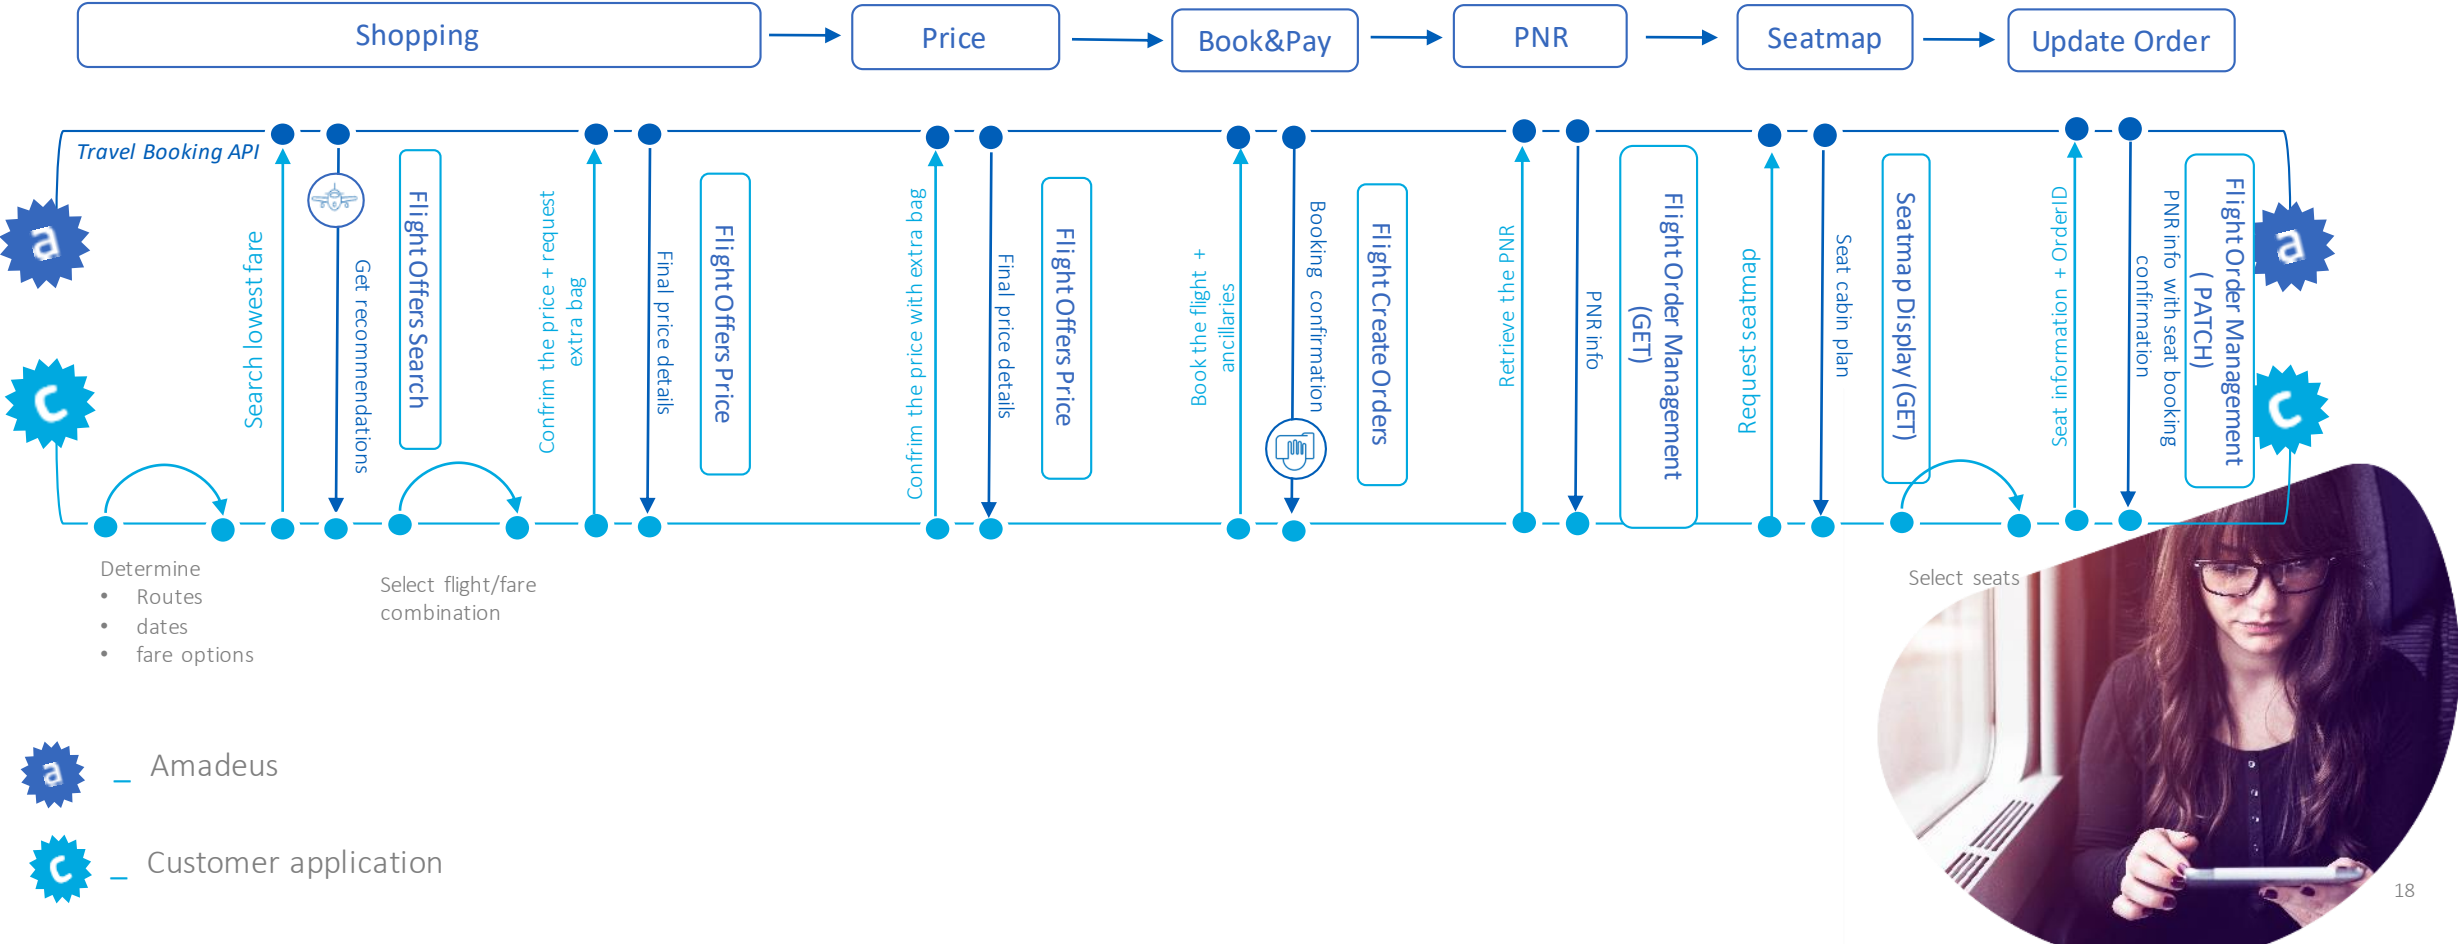 Shopping
Price
Book&Pay
PNR
Seatmap
Update Order
Travel Booking API
a
c
Search lowest fare
Get recommendations
Flight Offers Search
Confrim the price + request
extra bag
Final price details
Flight Offers Price
Confrim the price with extra bag
Final price details
Flight Offers Price
Book the flight +
ancilllaries
Booking confirmation
Flight Create Orders
Retrieve the PNR
PNR info
Flight Order Management
(GET)
Request seatmap
Seat cabin plan
Seatmap Display (GET)
Seat information + OrderID
PNR info with seat booking
confirmation
Flight Order Management
( PATCH)
a
c
Determine
• Routes
• dates
• fare options
Select flight/fare
combination
Select seats
a _ Amadeus
c _ Customer application
18